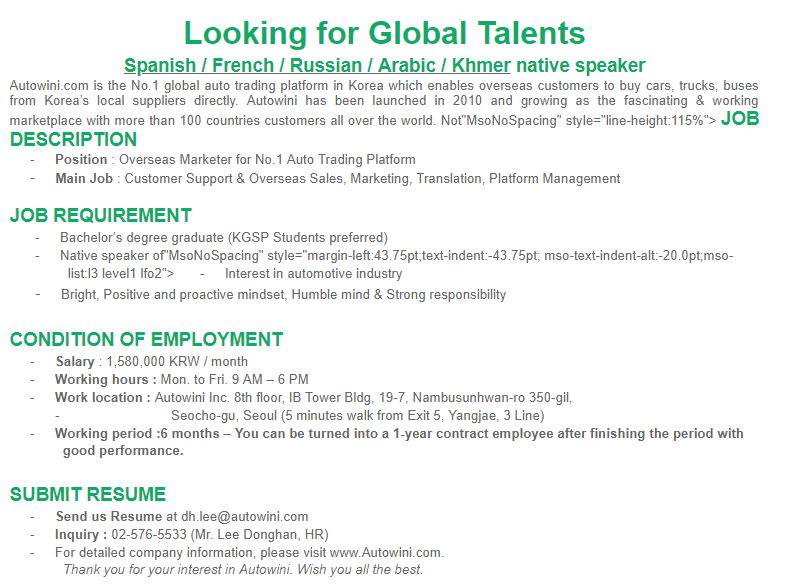 Looking for Global Talents
Spanish / French / Russian / Arabic / Khmer native speaker
Autowini.com is the No.1 global auto trading platform in Korea which enables overseas customers to buy cars, trucks, buses
from Korea's local suppliers directly. Autowini has been launched in 2010 and growing as the fascinating & working
marketplace with more than 100 countries customers all over the world. Not"MsoNoSpacing" style="line-height:115%"> JOB
DESCRIPTION
- Position : Overseas Marketer for No.1 Auto Trading Platform
- Main Job : Customer Support & Overseas Sales, Marketing, Translation, Platform Management
JOB REQUIREMENT
- Bachelor's degree graduate (KGSP Students preferred)
- Native speaker of"MsoNoSpacing" style="margin-left:43.75pt;text-indent:-43.75pt; mso-text-indent-alt:-20.0pt;mso-
list:l3 level1 lfo2"> - Interest in automotive industry
- Bright, Positive and proactive mindset, Humble mind & Strong responsibility
CONDITION OF EMPLOYMENT
- Salary : 1,580,000 KRW / month
- Working hours : Mon. to Fri. 9 AM – 6 PM
- Work location : Autowini Inc. 8th floor, IB Tower Bldg, 19-7, Nambusunhwan-ro 350-gil,
- Seocho-gu, Seoul (5 minutes walk from Exit 5, Yangjae, 3 Line)
- Working period :6 months – You can be turned into a 1-year contract employee after finishing the period with
good performance.
SUBMIT RESUME
- Send us Resume at dh.lee@autowini.com
- Inquiry : 02-576-5533 (Mr. Lee Donghan, HR)
- For detailed company information, please visit www.Autowini.com.
Thank you for your interest in Autowini. Wish you all the best.